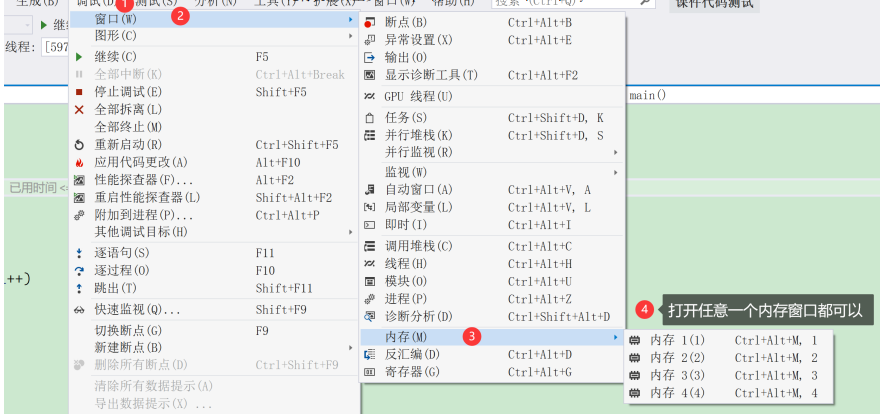 生成(B) 调试(D) 测试(S) 分析(N) 工具(T) 扩展(X) 窗口(W) 帮助(H) 搜索 (Ctrl+Q) 课件代码测试
1
继
线程: [597
main()
已用时间 <=
++)
窗口(W) 2
图形(C)
继续(C) F5
全部中断(K) Ctrl+Alt+Break
停止调试(E) Shift+F5
全部拆离(L)
全部终止(M)
重新启动(R) Ctrl+Shift+F5
应用代码更改(A) Alt+F10
性能探查器(F)... Alt+F2
重启性能探查器(L) Shift+Alt+F2
附加到进程(P)... Ctrl+Alt+P
其他调试目标(H)
逐语句(S) F11
逐过程(O) F10
跳出(T) Shift+F11
快速监视(Q)... Shift+F9
切换断点(G) F9
新建断点(B)
删除所有断点(D) Ctrl+Shift+F9
清除所有数据提示(A)
导出数据提示(X) ...
断点(B) Ctrl+Alt+B
异常设置(X) Ctrl+Alt+E
输出(O)
显示诊断工具(T) Ctrl+Alt+F2
GPU 线程(U)
任务(S) Ctrl+Shift+D, K
并行堆栈(K) Ctrl+Shift+D, S
并行监视(R)
监视(W)
自动窗口(A) Ctrl+Alt+V, A
局部变量(L) Ctrl+Alt+V, L
即时(I) Ctrl+Alt+I
调用堆栈(C) Ctrl+Alt+C
线程(H) Ctrl+Alt+H
模块(O) Ctrl+Alt+U
进程(P) Ctrl+Alt+Z
诊断分析(D) Ctrl+Shift+Alt+D
内存(M) 3
反汇编(D) Ctrl+Alt+D
寄存器(G) Ctrl+Alt+G
4 打开任意一个内存窗口都可以
内存 1(1) Ctrl+Alt+M, 1
内存 2(2) Ctrl+Alt+M, 2
内存 3(3) Ctrl+Alt+M, 3
内存 4(4) Ctrl+Alt+M, 4